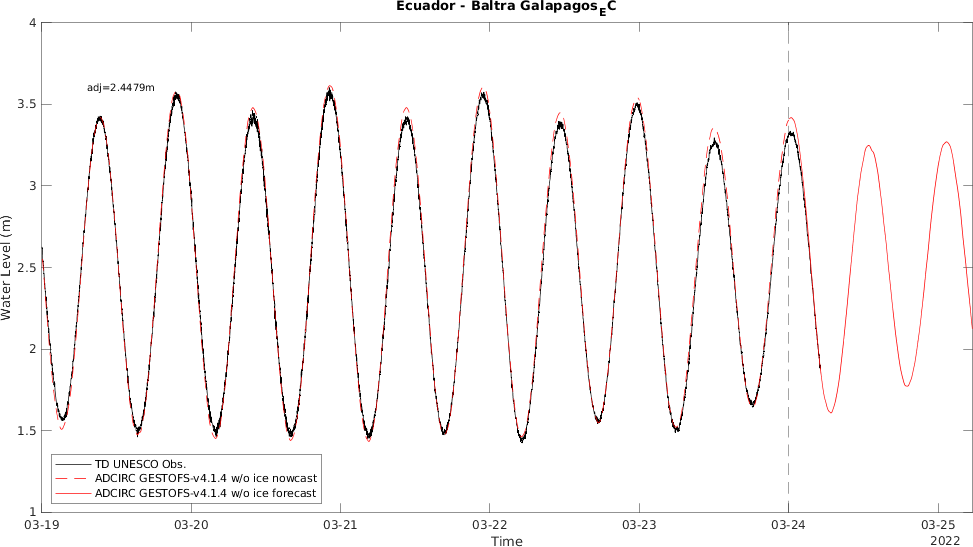 Ecuador - Baltra Galapagos_EC
4
adj=2.4479m
3.5
3
2.5
2
1.5
1
Water Level (m)
TD UNESCO Obs.
ADCIRC GESTOFS-v4.1.4 w/o ice nowcast
ADCIRC GESTOFS-v4.1.4 w/o ice forecast
03-19 03-20 03-21 03-22 03-23 03-24 03-25
Time 2022